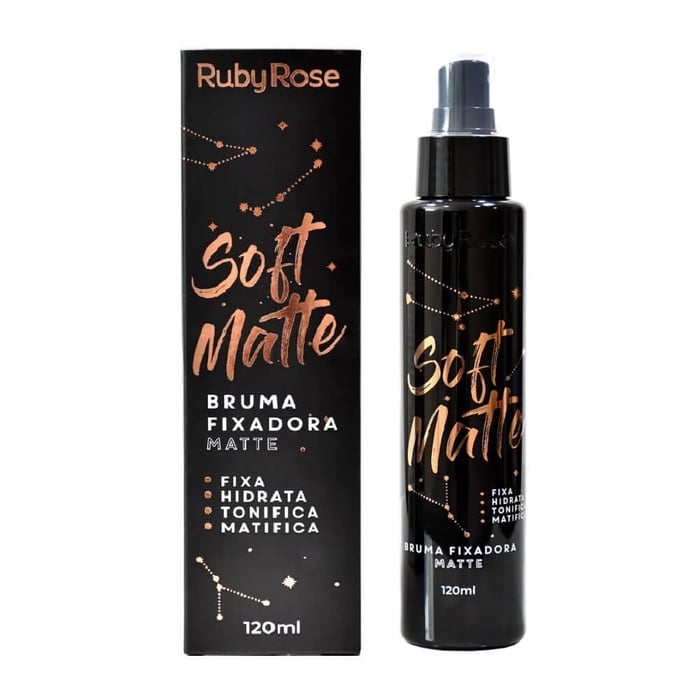 RubyRose
Soft
Matte
BRUMA
FIXADORA
MATTE
FIXA
HIDRATA
TONIFICA
MATIFICA
120ml
RubyRose
Soft
Matte
FIXA
HIDRATA
TONIFICA
MATIFICA
BRUMA FIXADORA
MATTE
120ml